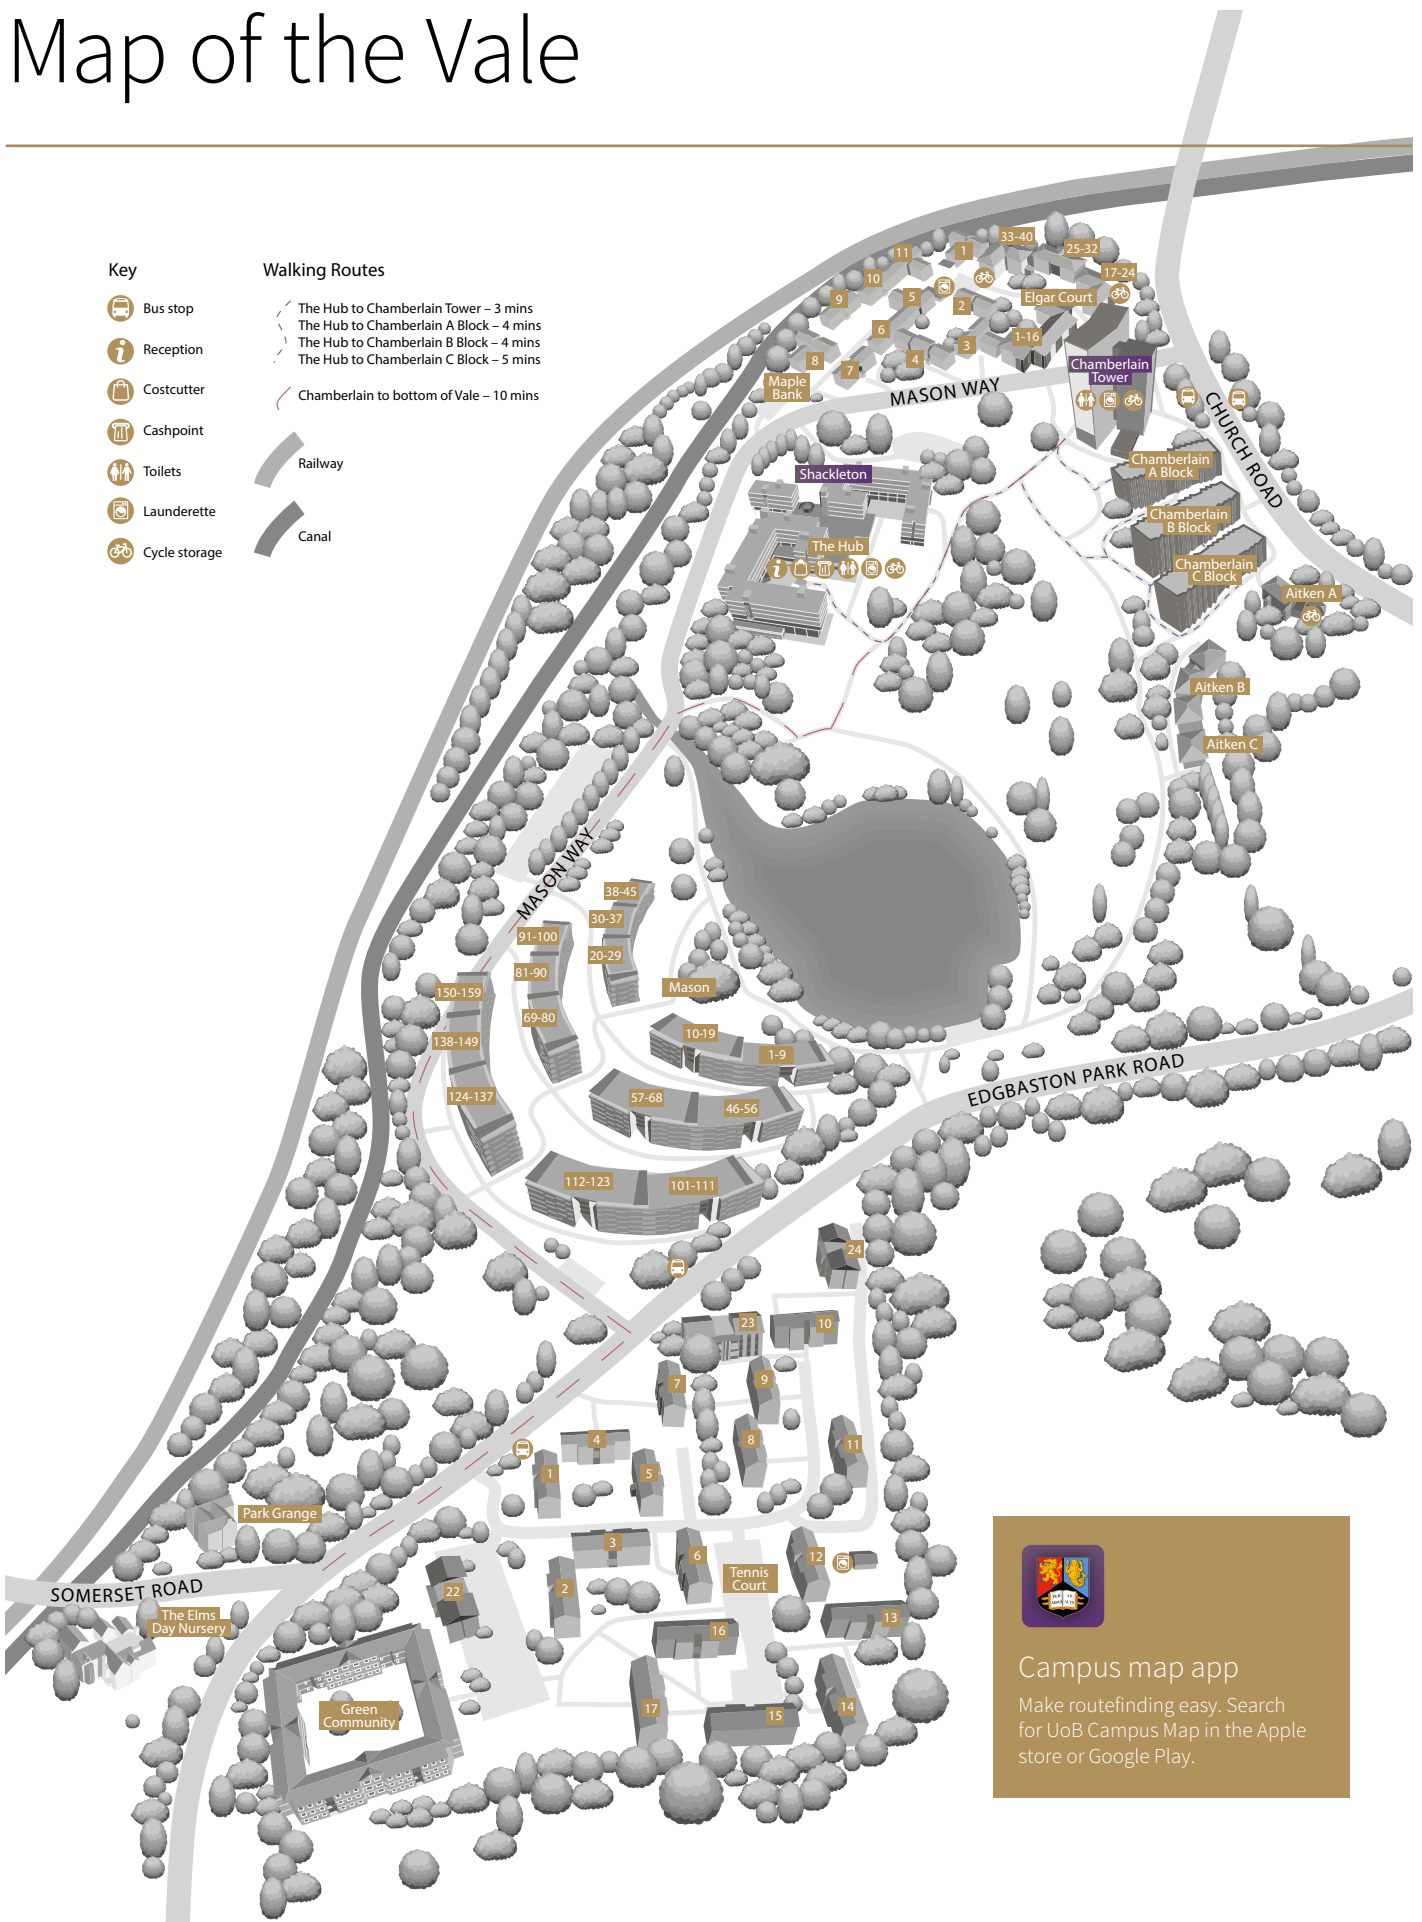 Map of the Vale
Key
Bus stop
Reception
Costcutter
Cashpoint
Toilets
Launderette
Cycle storage
Walking Routes
The Hub to Chamberlain Tower – 3 mins
The Hub to Chamberlain A Block – 4 mins
The Hub to Chamberlain B Block – 4 mins
The Hub to Chamberlain C Block – 5 mins
Chamberlain to bottom of Vale – 10 mins
Railway
Canal
33-40
1
11
25-32
17-24
10
9
5
2
Elgar Court
6
1-16
3
4
8
7
Chamberlain
Tower
Maple
Bank
MASON WAY
CHURCH ROAD
Shackleton
Chamberlain
A Block
Chamberlain
B Block
The Hub
Chamberlain
C Block
Aitken A
Aitken B
Aitken C
MASON WAY
38-45
30-37
91-100
20-29
81-90
Mason
150-159
69-80
10-19
138-149
1-9
EDGBASTON PARK ROAD
124-137
57-68
46-56
112-123
101-111
24
23
10
7
9
4
8
11
1
5
Park Grange
3
6
12
Tennis
Court
22
2
SOMERSET ROAD
The Elms
Day Nursery
13
16
17
14
15
Green
Community
Campus map app
Make routefinding easy. Search
for UoB Campus Map in the Apple
store or Google Play.